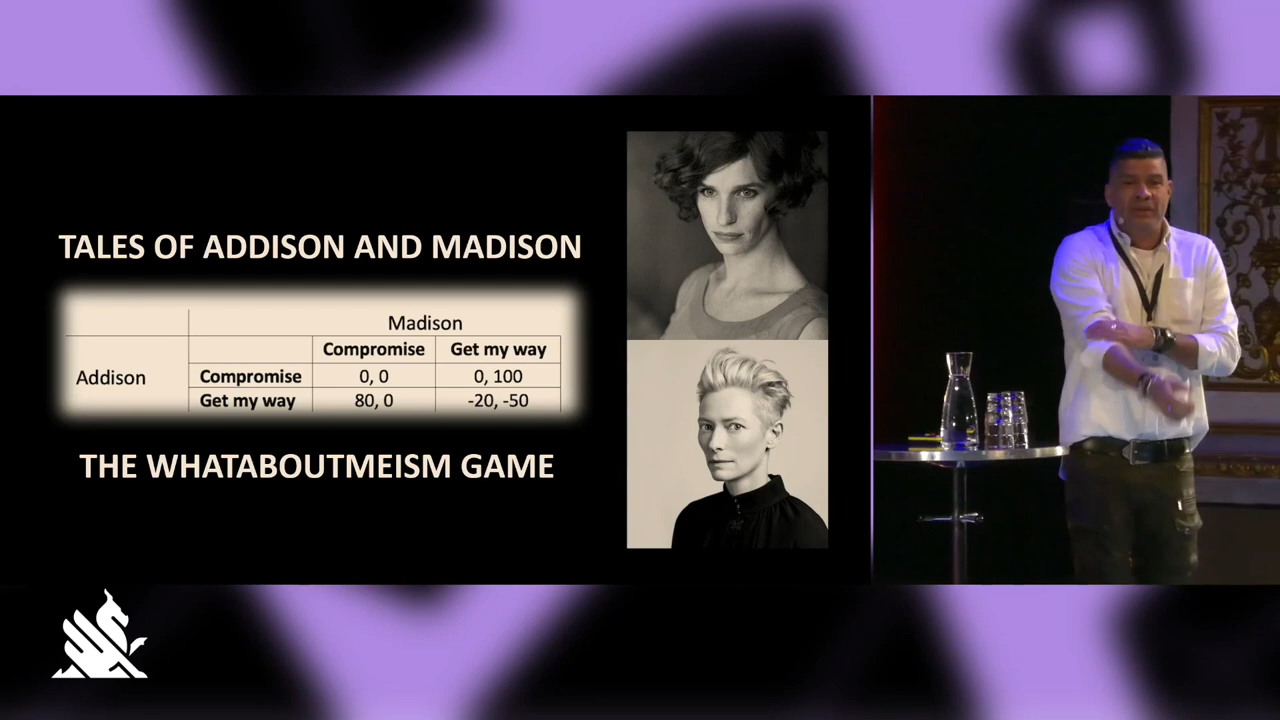 TALES OF ADDISON AND MADISON
Madison
Compromise Get my way
Addison Compromise 0, 0 0, 100
Get my way 80, 0 -20, -50
THE WHATABOUTMEISM GAME